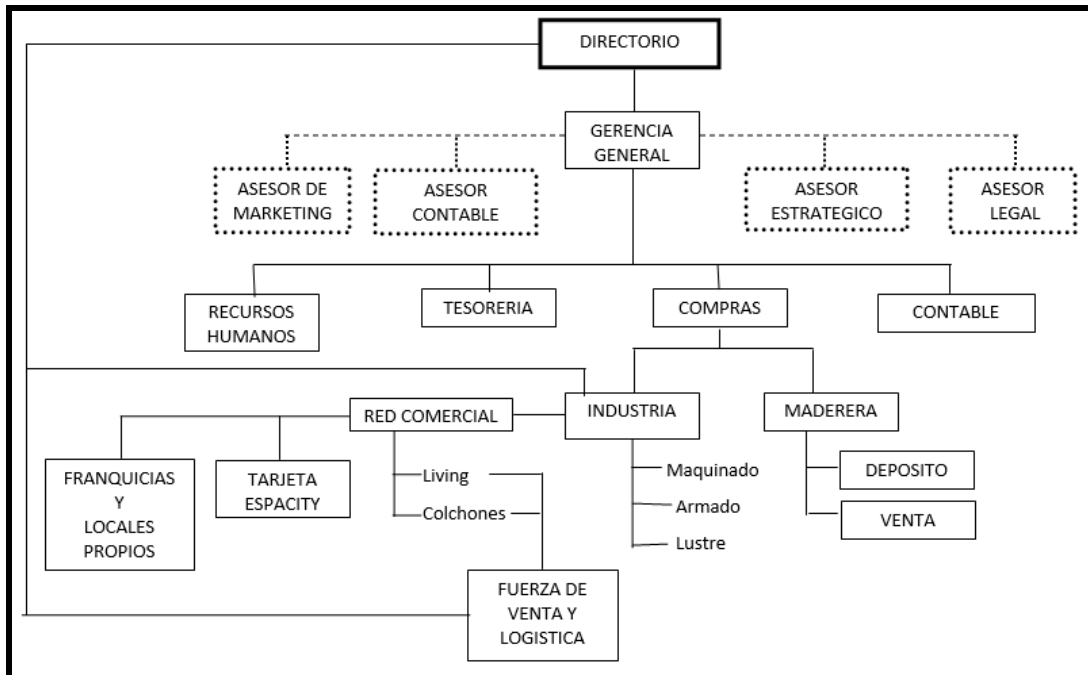 DIRECTORIO
GERENCIA
GENERAL
ASESOR DE
MARKETING
ASESOR
CONTABLE
ASESOR
ESTRATEGICO
ASESOR
LEGAL
RECURSOS
HUMANOS
TESORERIA
COMPRAS
CONTABLE
RED COMERCIAL
INDUSTRIA
MADERERA
FRANQUICIAS
Y
LOCALES
PROPIOS
TARJETA
ESPACITY
Living
Colchones
Maquinado
Armado
Lustre
DEPOSITO
VENTA
FUERZA DE
VENTA Y
LOGISTICA